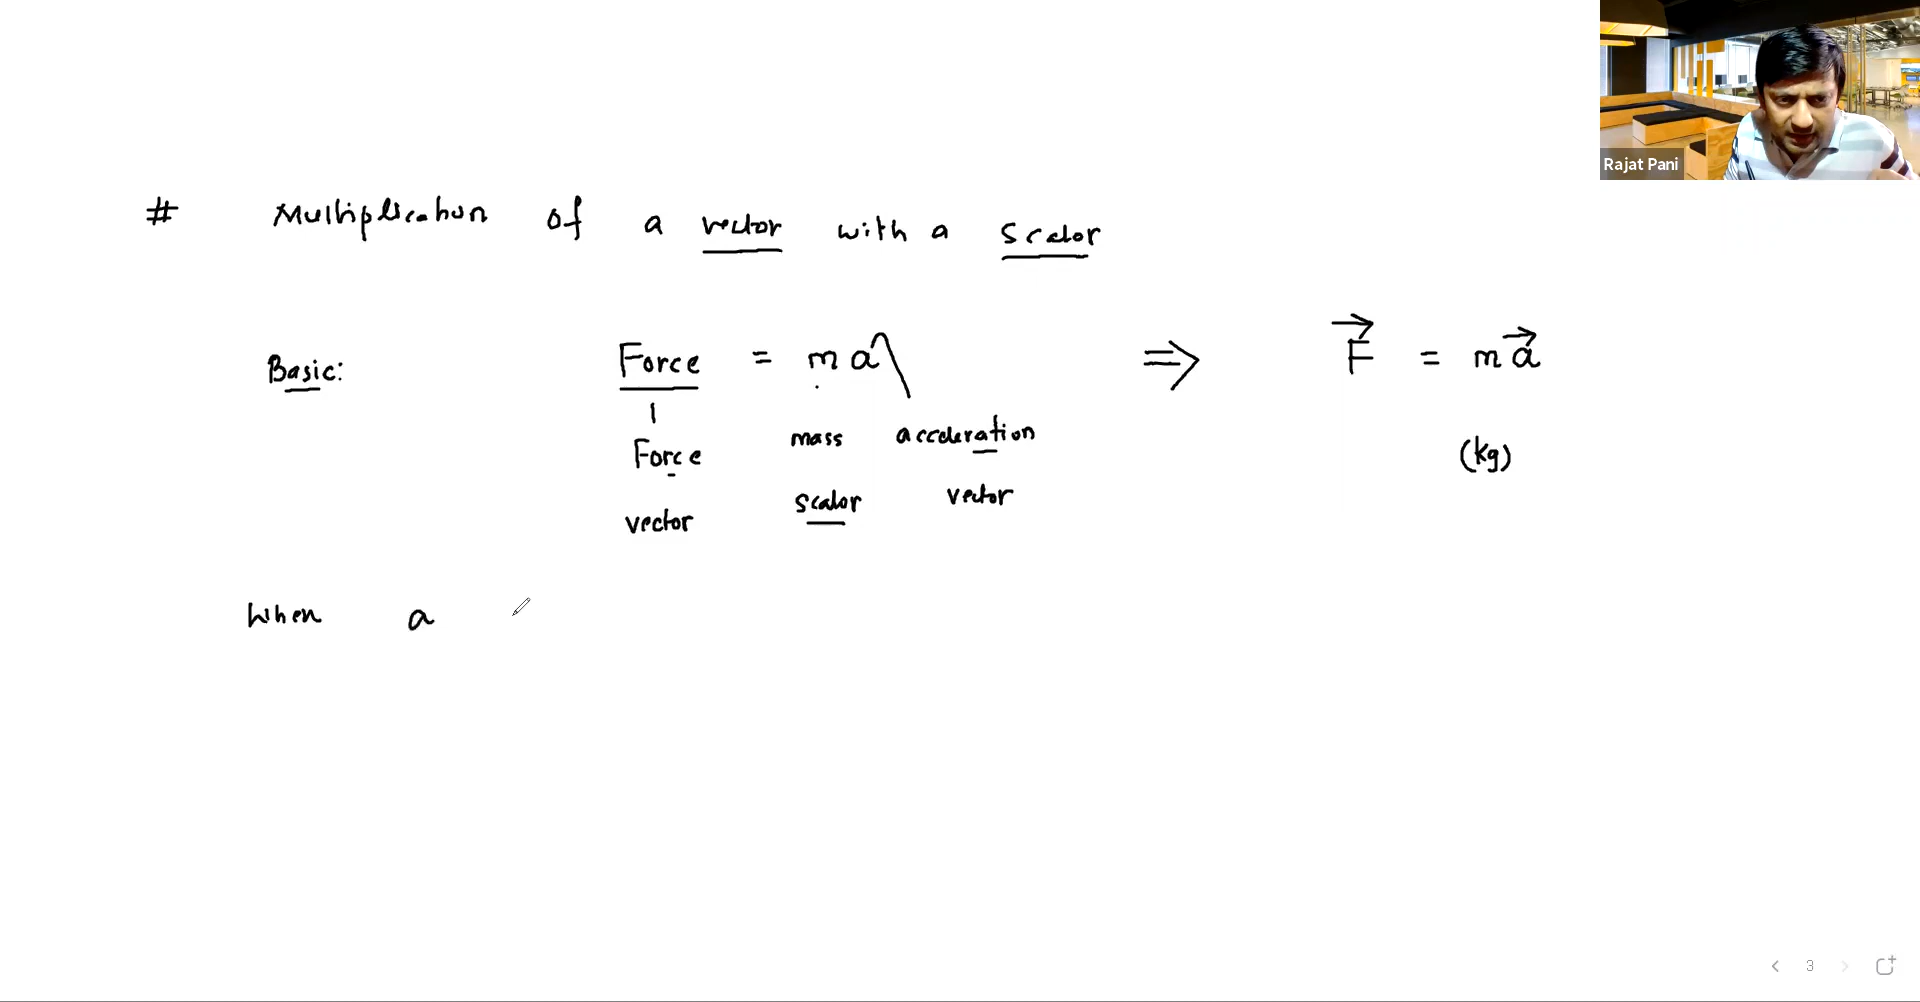 Rajat Pani
# Multiplication of a vector with a scalar
Basic: Force = ma ⇒ F⃗ = ma⃗
Force mass acceleration (kg)
vector scalar vector
When a
3